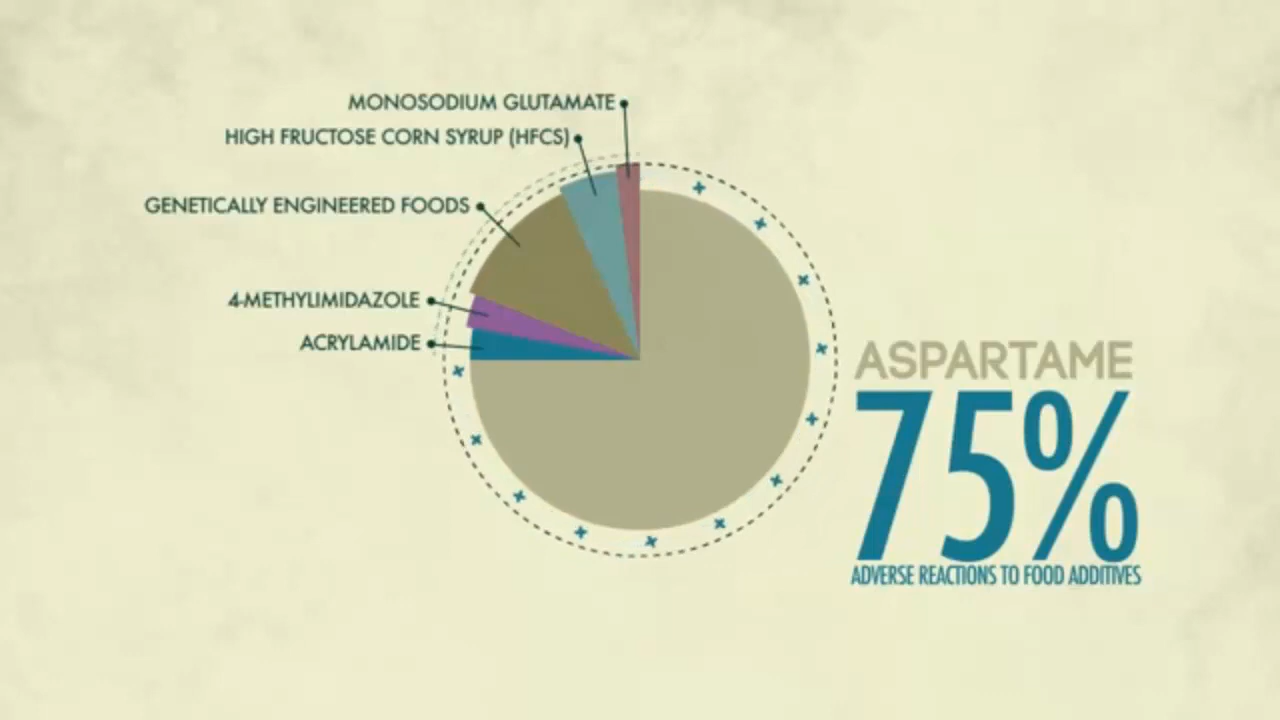 MONOSODIUM GLUTAMATE
HIGH FRUCTOSE CORN SYRUP (HFCS)
GENETICALLY ENGINEERED FOODS
4-METHYLIMIDAZOLE
ACRYLAMIDE
ASPARTAME
75%
ADVERSE REACTIONS TO FOOD ADDITIVES